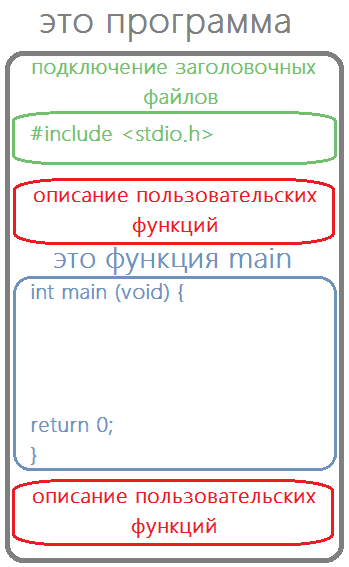 это программа
подключение заголовочных
файлов
#include <stdio.h>
описание пользовательских
функций
это функция main
int main (void) {
return 0;
}
описание пользовательских
функций